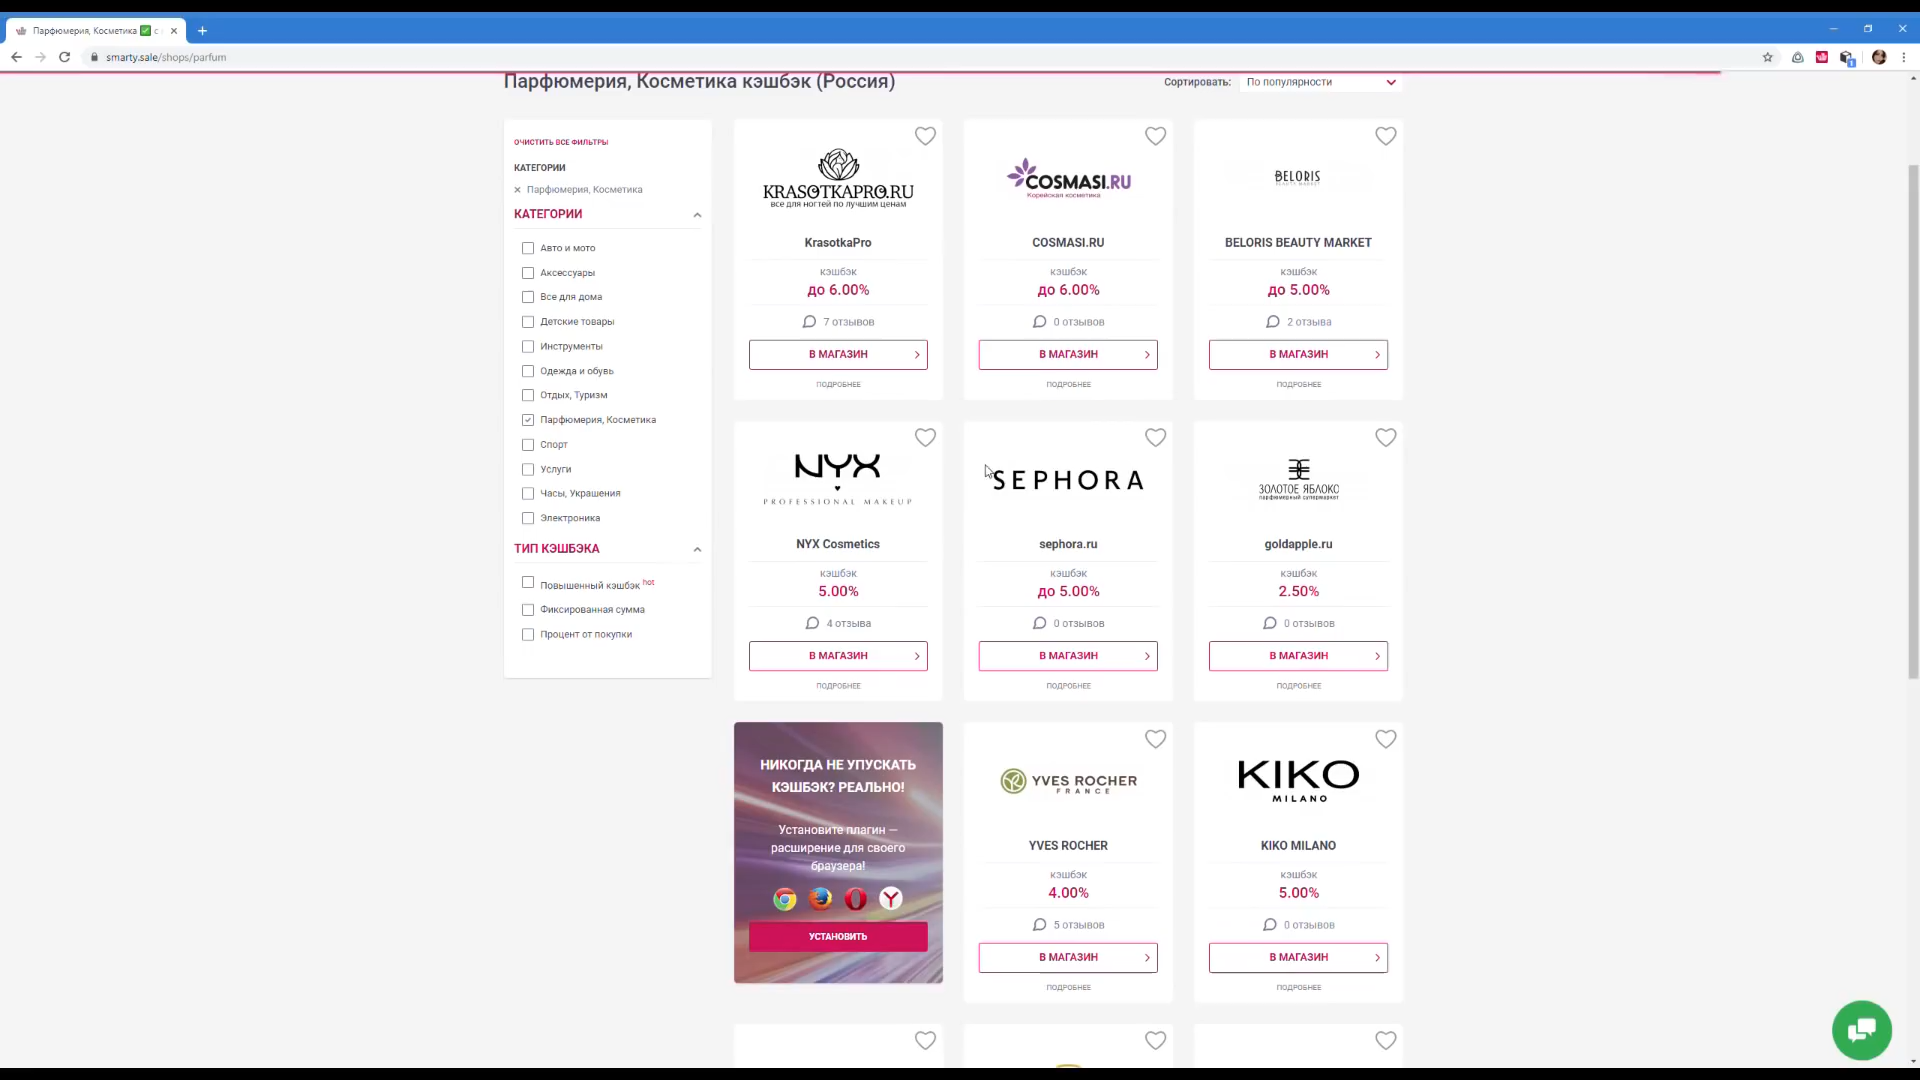 Парфюмерия, Косметика ✅ с
smarty.sale/shops/parfum
Парфюмерия, Косметика кэшбэк (Россия)
Сортировать: По популярности
ОЧИСТИТЬ ВСЕ ФИЛЬТРЫ
КАТЕГОРИИ
× Парфюмерия, Косметика
КАТЕГОРИИ
Авто и мото
Аксессуары
Все для дома
Детские товары
Инструменты
Одежда и обувь
Отдых, Туризм
Парфюмерия, Косметика
Спорт
Услуги
Часы, Украшения
Электроника
ТИП КЭШБЭКА
Повышенный кэшбэк hot
Фиксированная сумма
Процент от покупки
KRASOTKAPRO.RU
все для ногтей по лучшим ценам
KrasotkaPro
кэшбэк
до 6.00%
7 отзывов
В МАГАЗИН
ПОДРОБНЕЕ
COSMASI.RU
Корейская косметика
COSMASI.RU
кэшбэк
до 6.00%
0 отзывов
В МАГАЗИН
ПОДРОБНЕЕ
BELORIS
BEAUTY MARKET
BELORIS BEAUTY MARKET
кэшбэк
до 5.00%
2 отзыва
В МАГАЗИН
ПОДРОБНЕЕ
NYX
PROFESSIONAL MAKEUP
NYX Cosmetics
кэшбэк
5.00%
4 отзыва
В МАГАЗИН
ПОДРОБНЕЕ
SEPHORA
sephora.ru
кэшбэк
до 5.00%
0 отзывов
В МАГАЗИН
ПОДРОБНЕЕ
ЗОЛОТОЕ ЯБЛОКО
парфюмерный супермаркет
goldapple.ru
кэшбэк
2.50%
0 отзывов
В МАГАЗИН
ПОДРОБНЕЕ
НИКОГДА НЕ УПУСКАТЬ
КЭШБЭК? РЕАЛЬНО!
Установите плагин —
расширение для своего
браузера!
УСТАНОВИТЬ
YVES ROCHER
FRANCE
YVES ROCHER
кэшбэк
4.00%
5 отзывов
В МАГАЗИН
ПОДРОБНЕЕ
KIKO
MILANO
KIKO MILANO
кэшбэк
5.00%
0 отзывов
В МАГАЗИН
ПОДРОБНЕЕ